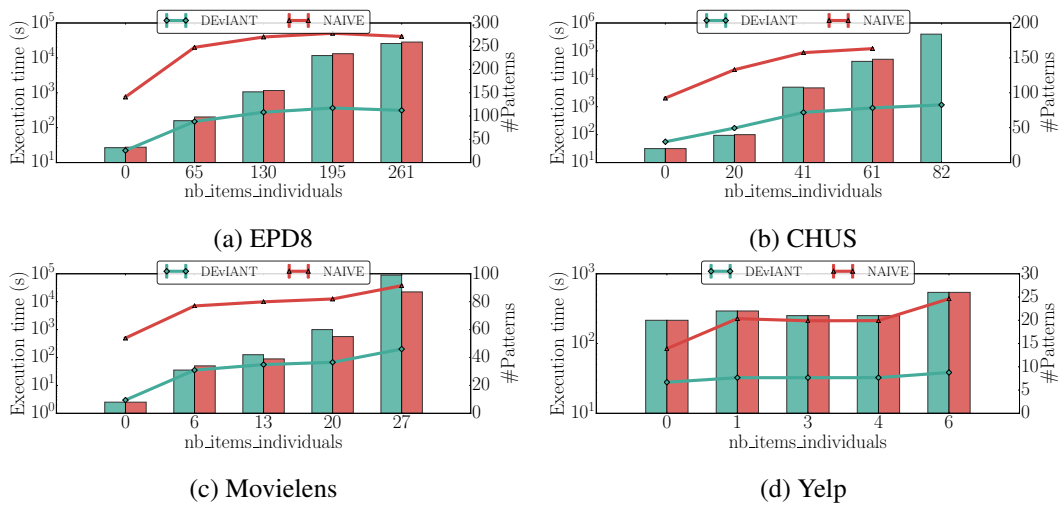 DEvIANT NAIVE
Execution time (s)
10^5
10^4
10^3
10^2
10^1
300
250
200
150
100
50
0
#Patterns
0 65 130 195 261
nb_items_individuals
(a) EPD8
DEvIANT NAIVE
Execution time (s)
10^6
10^5
10^4
10^3
10^2
10^1
200
150
100
50
0
#Patterns
0 20 41 61 82
nb_items_individuals
(b) CHUS
DEvIANT NAIVE
Execution time (s)
10^5
10^4
10^3
10^2
10^1
10^0
100
80
60
40
20
0
#Patterns
0 6 13 20 27
nb_items_individuals
(c) Movielens
DEvIANT NAIVE
Execution time (s)
10^3
10^2
10^1
30
25
20
15
10
5
0
#Patterns
0 1 3 4 6
nb_items_individuals
(d) Yelp